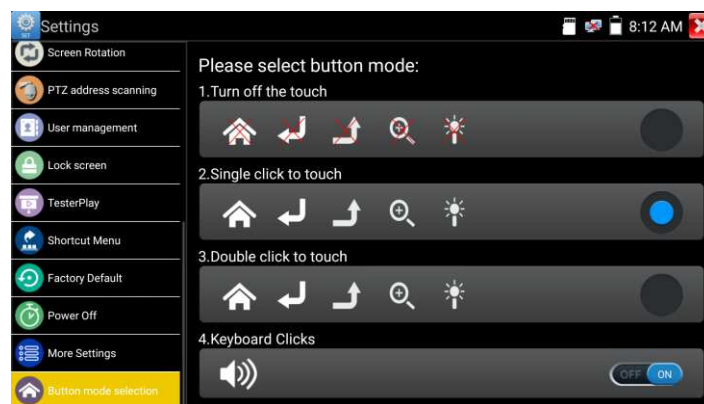 SET
Settings
8:12 AM
Screen Rotation
PTZ address scanning
User management
Lock screen
TesterPlay
Shortcut Menu
Factory Default
Power Off
More Settings
Button mode selection
Please select button mode:
1.Turn off the touch
2.Single click to touch
3.Double click to touch
4.Keyboard Clicks
OFF ON